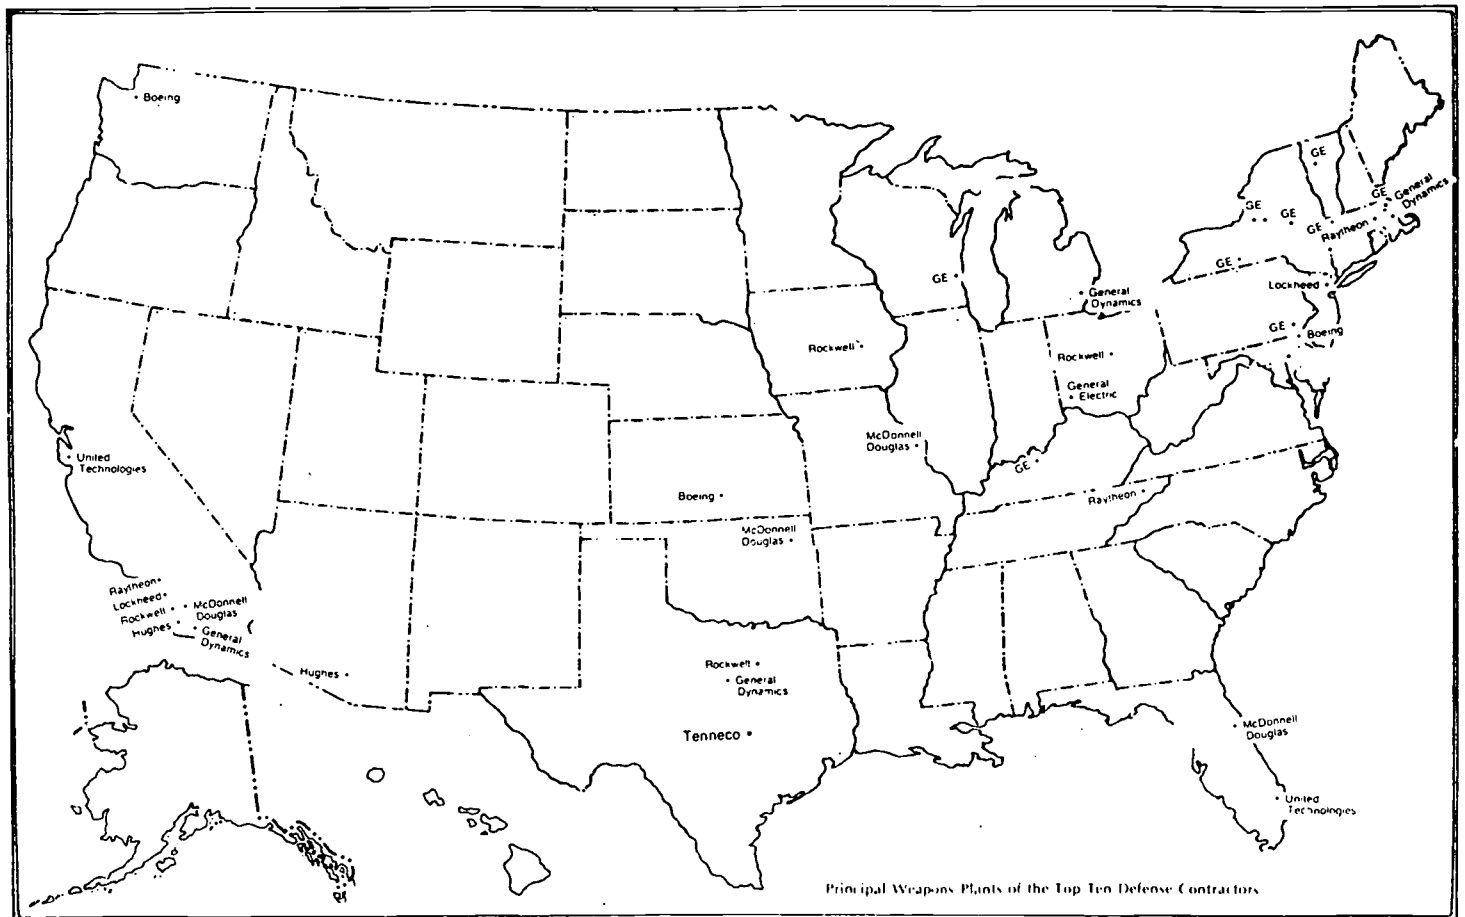 Boeing
GE
GE
General
Dynamics
GE
GE
GE
Raytheon
GE
Lockheed
GE
General
Dynamics
GE
Boeing
Rockwell
Rockwell
General
Electric
McDonnell
Douglas
United
Technologies
GE
Boeing
Raytheon
McDonnell
Douglas
Raytheon
Lockheed
Rockwell
McDonnell
Douglas
Hughes
General
Dynamics
Hughes
Rockwell
General
Dynamics
Tenneco
McDonnell
Douglas
United
Technologies
Principal Weapons Plants of the Top Ten Defense Contractors